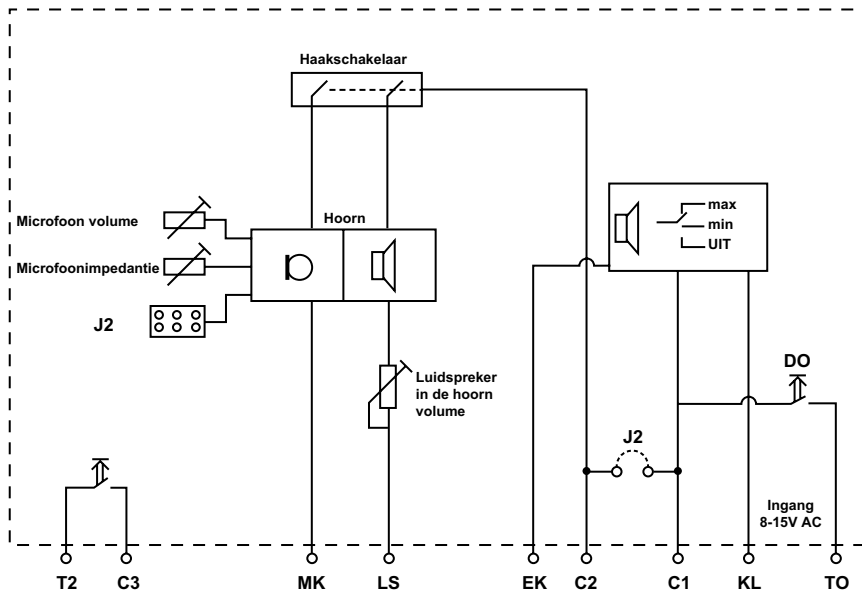 Haakschakelaar
max
min
UIT
Microfoon volume
Hoorn
Microfoonimpedantie
J2
DO
Luidspreker
in de hoorn
volume
J2
Ingang
8-15V AC
T2 C3 MK LS EK C2 C1 KL TO